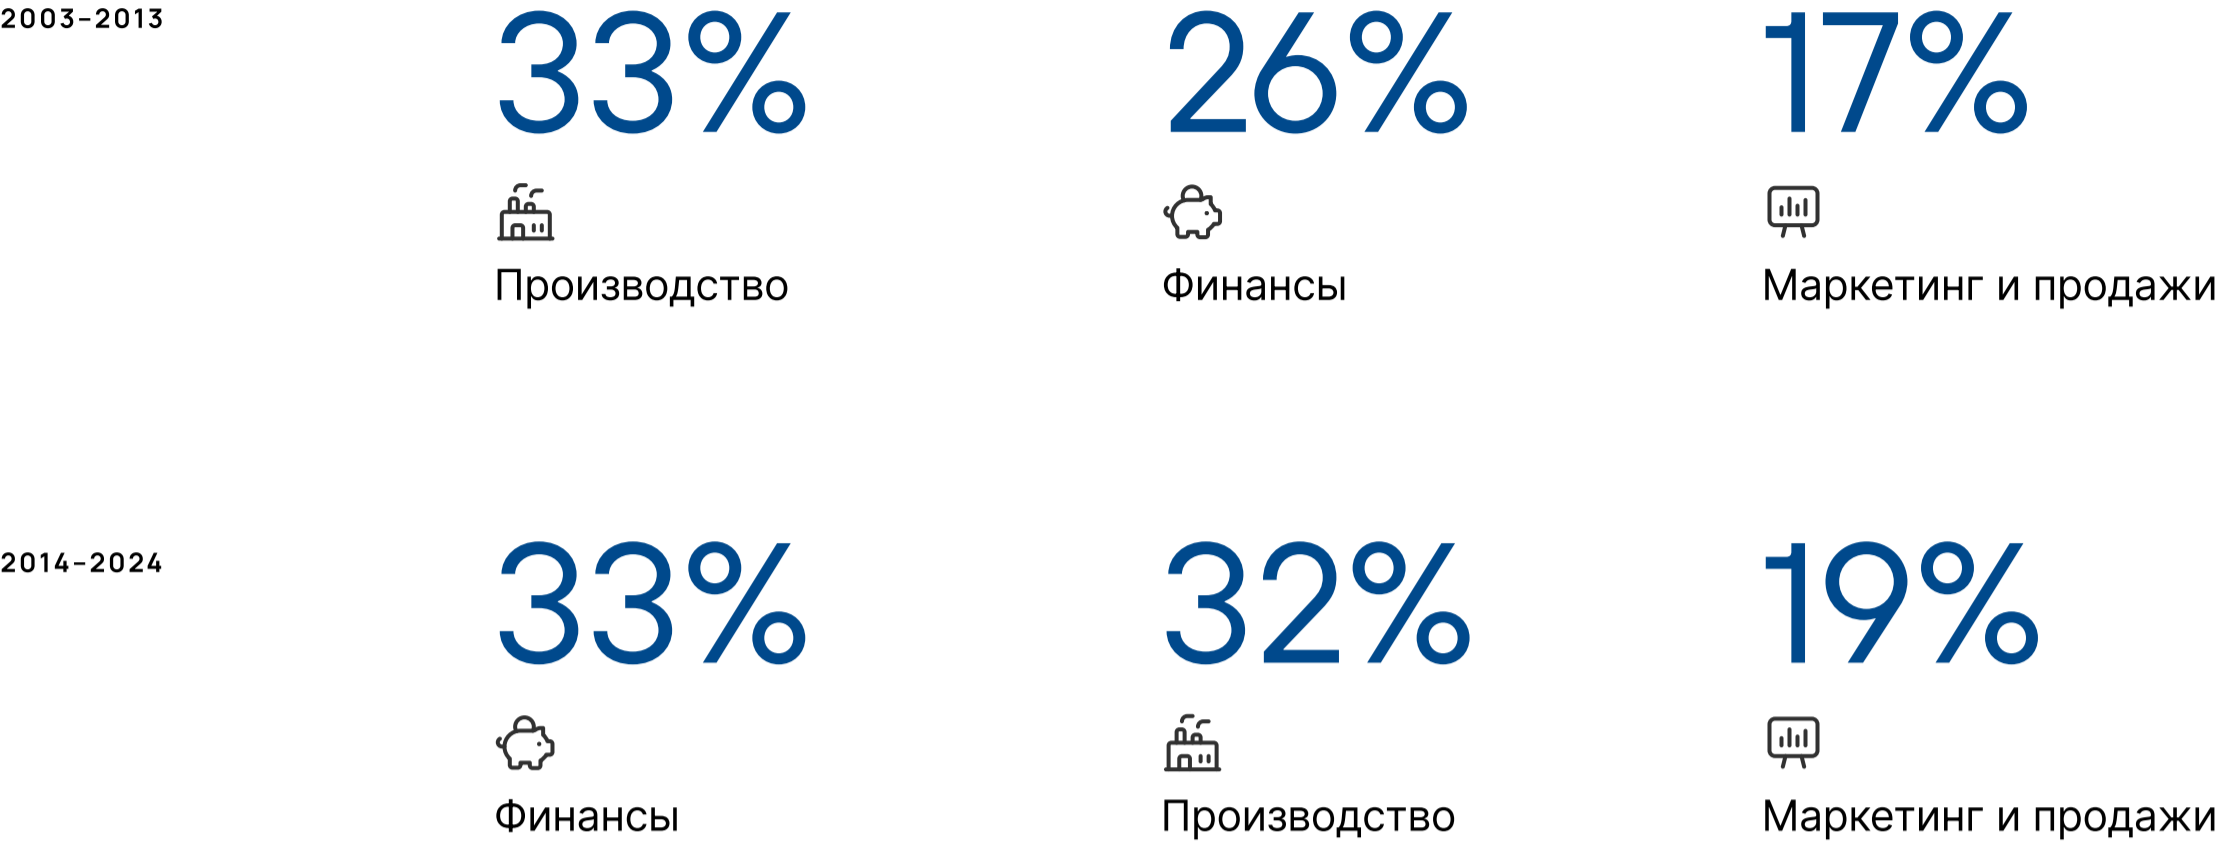 2003–2013
33%
26%
17%
Производство
Финансы
Маркетинг и продажи
2014–2024
33%
32%
19%
Финансы
Производство
Маркетинг и продажи